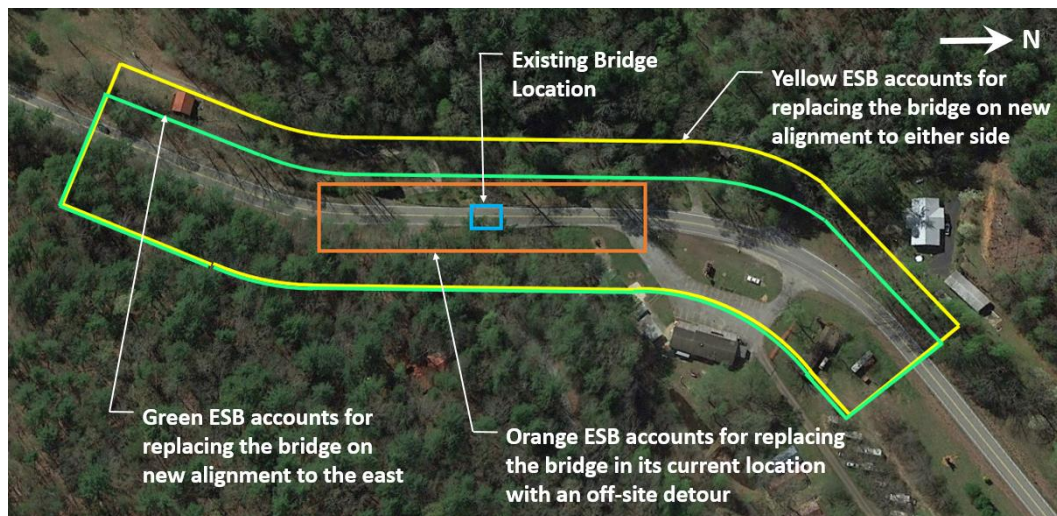 N
Existing Bridge
Location
Yellow ESB accounts for
replacing the bridge on new
alignment to either side
Green ESB accounts for
replacing the bridge on
new alignment to the east
Orange ESB accounts for replacing
the bridge in its current location
with an off-site detour